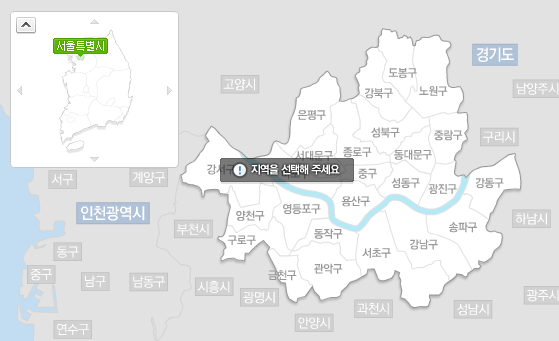 서울특별시
경기도
도봉구
고양시
강북구
노원구
남양주시
은평구
성북구
중랑구
구리시
서대문구
종로구
동대문구
강서구
지역을 선택해 주세요
중구
성동구
광진구
강동구
서구
계양구
인천광역시
양천구
영등포구
용산구
부천시
송파구
하남시
구로구
동작구
강남구
동구
서초구
중구
남구
남동구
금천구
관악구
시흥시
광명시
과천시
성남시
광주시
연수구
안양시